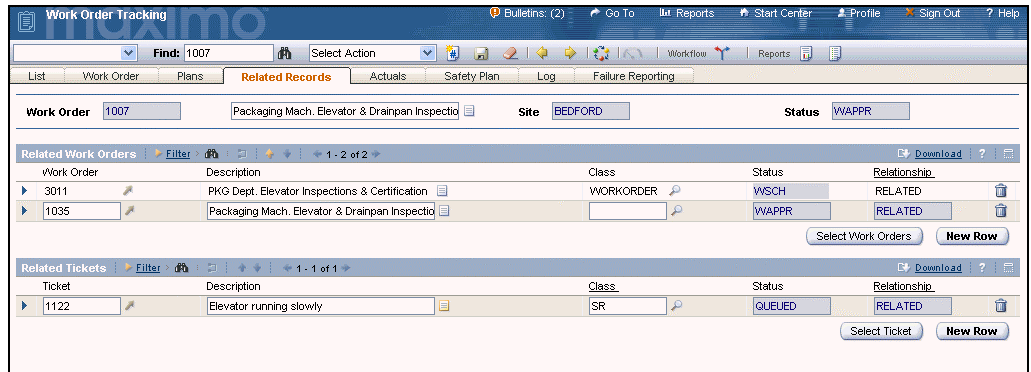 Work Order Tracking
maximo
Bulletins: (2) Go To Reports Start Center Profile Sign Out ? Help
Find: 1007 Select Action Workflow Reports
List Work Order Plans Related Records Actuals Safety Plan Log Failure Reporting
Work Order 1007 Packaging Mach. Elevator & Drainpan Inspectio Site BEDFORD Status WAPPR
Related Work Orders Filter 1 - 2 of 2 Download ?
Work Order Description Class Status Relationship
3011 PKG Dept. Elevator Inspections & Certification WORKORDER WSCH RELATED
1035 Packaging Mach. Elevator & Drainpan Inspectio WAPPR RELATED
Select Work Orders New Row
Related Tickets Filter 1 - 1 of 1 Download ?
Ticket Description Class Status Relationship
1122 Elevator running slowly SR QUEUED RELATED
Select Ticket New Row